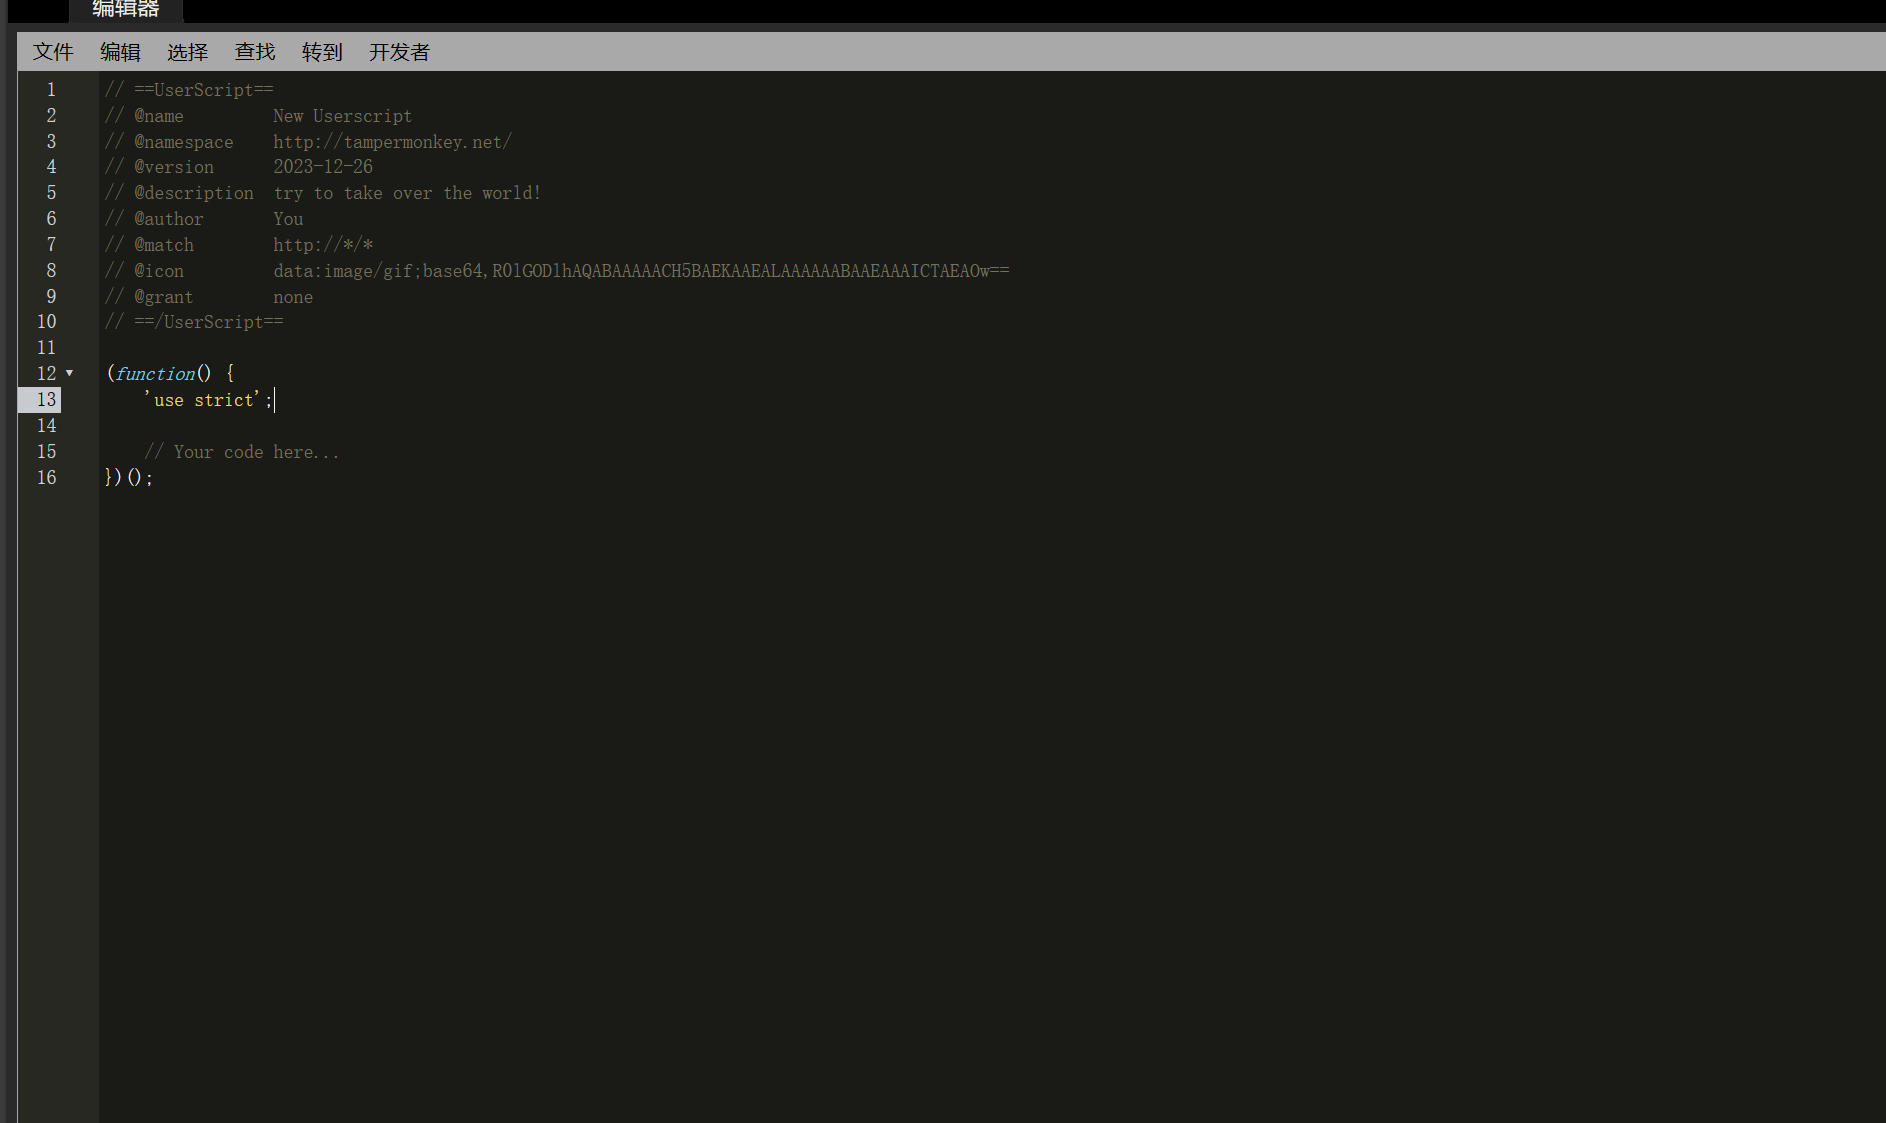 编辑器
文件 编辑 选择 查找 转到 开发者
1 // ==UserScript==
2 // @name         New Userscript
3 // @namespace    http://tampermonkey.net/
4 // @version      2023-12-26
5 // @description  try to take over the world!
6 // @author       You
7 // @match        http://*/*
8 // @icon         data:image/gif;base64,R0lGODlhAQABAAAAACH5BAEKAAEALAAAAAABAAEAAAICTAEAOw==
9 // @grant        none
10 // ==/UserScript==
11
12 (function() {
13     'use strict';
14
15     // Your code here...
16 })();